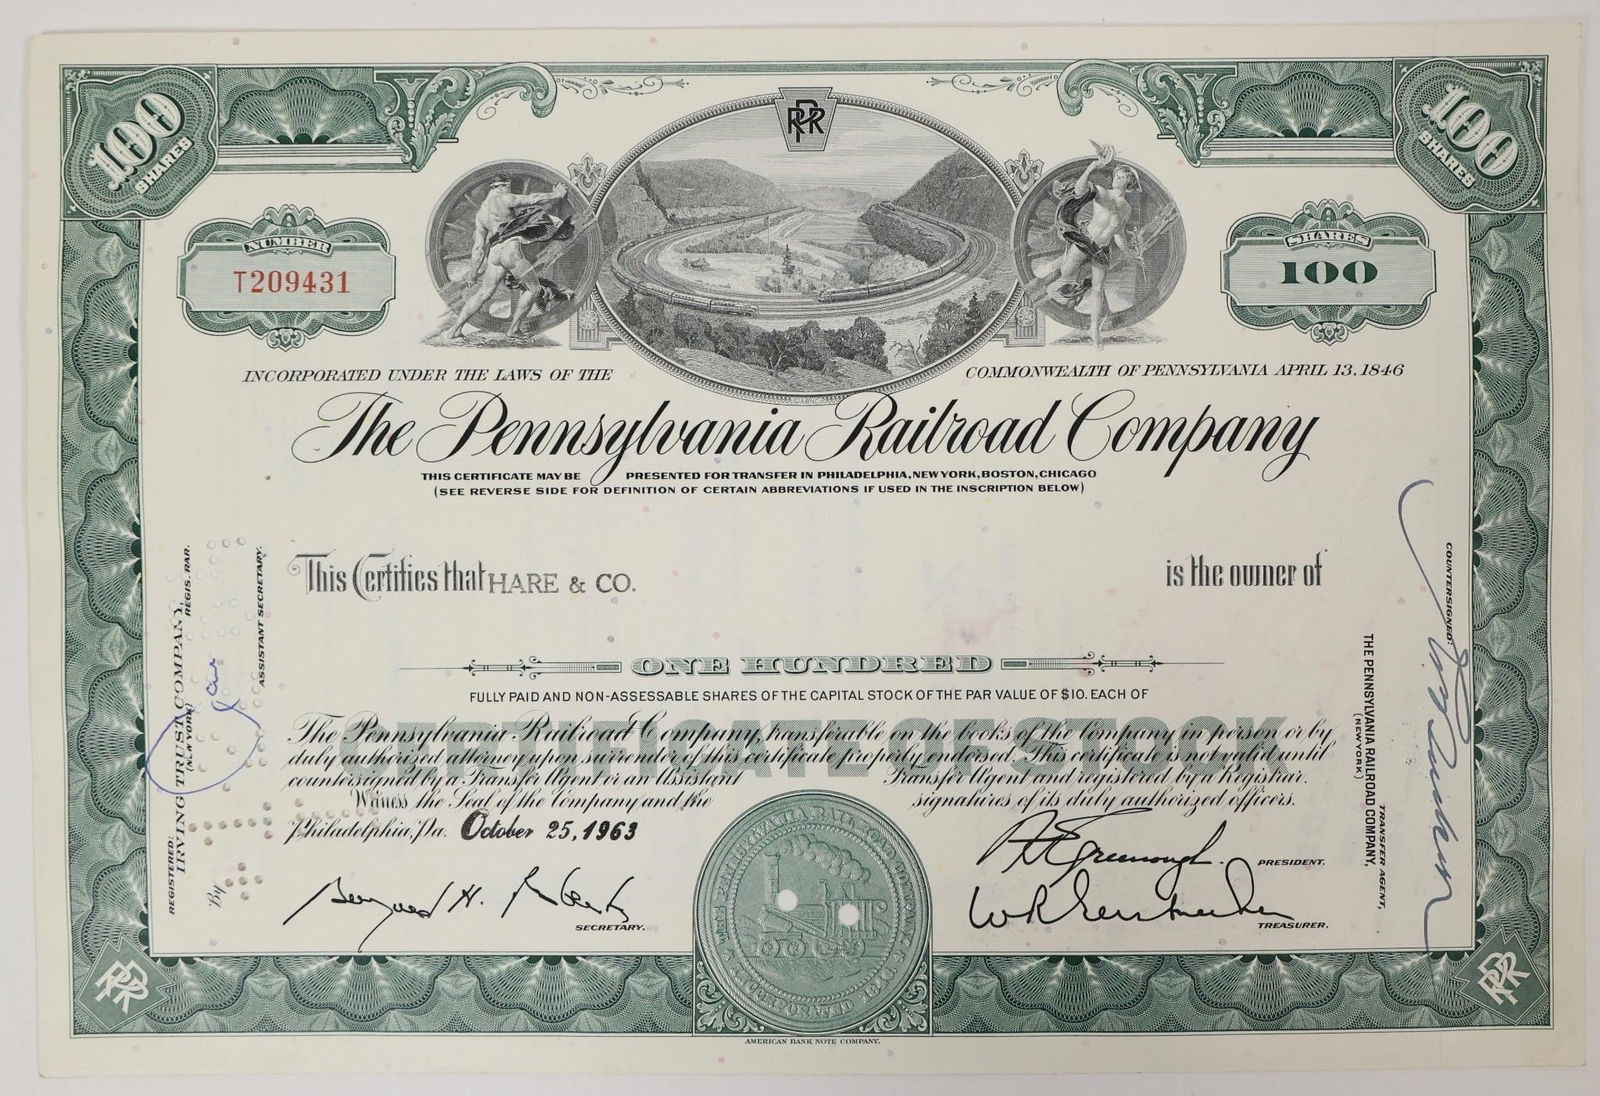 100 SHARES
PRR
100 SHARES
NUMBER
T209431
SHARES
100
INCORPORATED UNDER THE LAWS OF THE COMMONWEALTH OF PENNSYLVANIA APRIL 13, 1846
The Pennsylvania Railroad Company
THIS CERTIFICATE MAY BE PRESENTED FOR TRANSFER IN PHILADELPHIA, NEW YORK, BOSTON, CHICAGO
(SEE REVERSE SIDE FOR DEFINITION OF CERTAIN ABBREVIATIONS IF USED IN THE INSCRIPTION BELOW)
This Certifies that HARE & CO. is the owner of
ONE HUNDRED
FULLY PAID AND NON-ASSESSABLE SHARES OF THE CAPITAL STOCK OF THE PAR VALUE OF $10. EACH OF
CERTIFICATE OF STOCK
The Pennsylvania Railroad Company, transferable on the books of the Company in person or by
duly authorized attorney upon surrender of this certificate properly endorsed. This certificate is not valid until
countersigned by a Transfer Agent or an Assistant Transfer Agent and registered by a Registrar.
Witness the Seal of the Company and the signatures of its duly authorized officers.
Philadelphia, Pa. October 25, 1963
PRESIDENT.
SECRETARY.
TREASURER.
REGISTERED:
IRVING TRUST COMPANY,
(NEW YORK) REGISTRAR.
By
ASSISTANT SECRETARY.
COUNTERSIGNED:
THE PENNSYLVANIA RAILROAD COMPANY,
(NEW YORK)
TRANSFER AGENT,
PRR
PRR
AMERICAN BANK NOTE COMPANY.